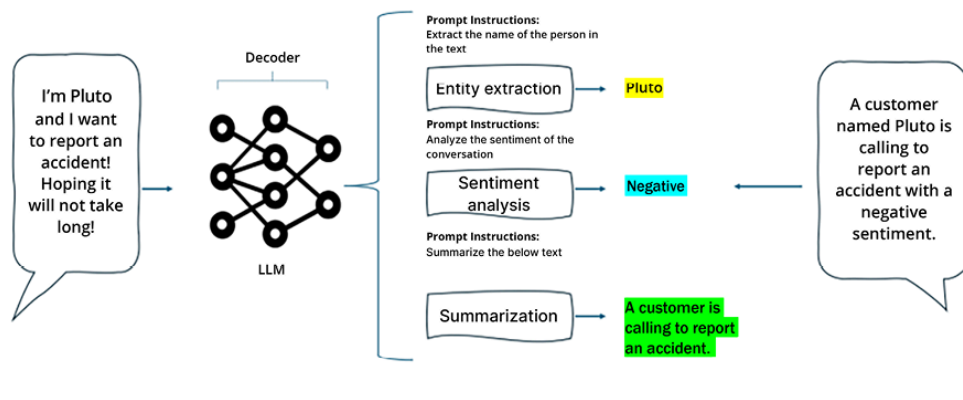 I'm Pluto
and I want
to report an
accident!
Hoping it
will not take
long!
Decoder
LLM
Prompt Instructions:
Extract the name of the person in
the text
Entity extraction
Pluto
Prompt Instructions:
Analyze the sentiment of the
conversation
Sentiment
analysis
Negative
Prompt Instructions:
Summarize the below text
Summarization
A customer is
calling to report
an accident.
A customer
named Pluto is
calling to
report an
accident with a
negative
sentiment.